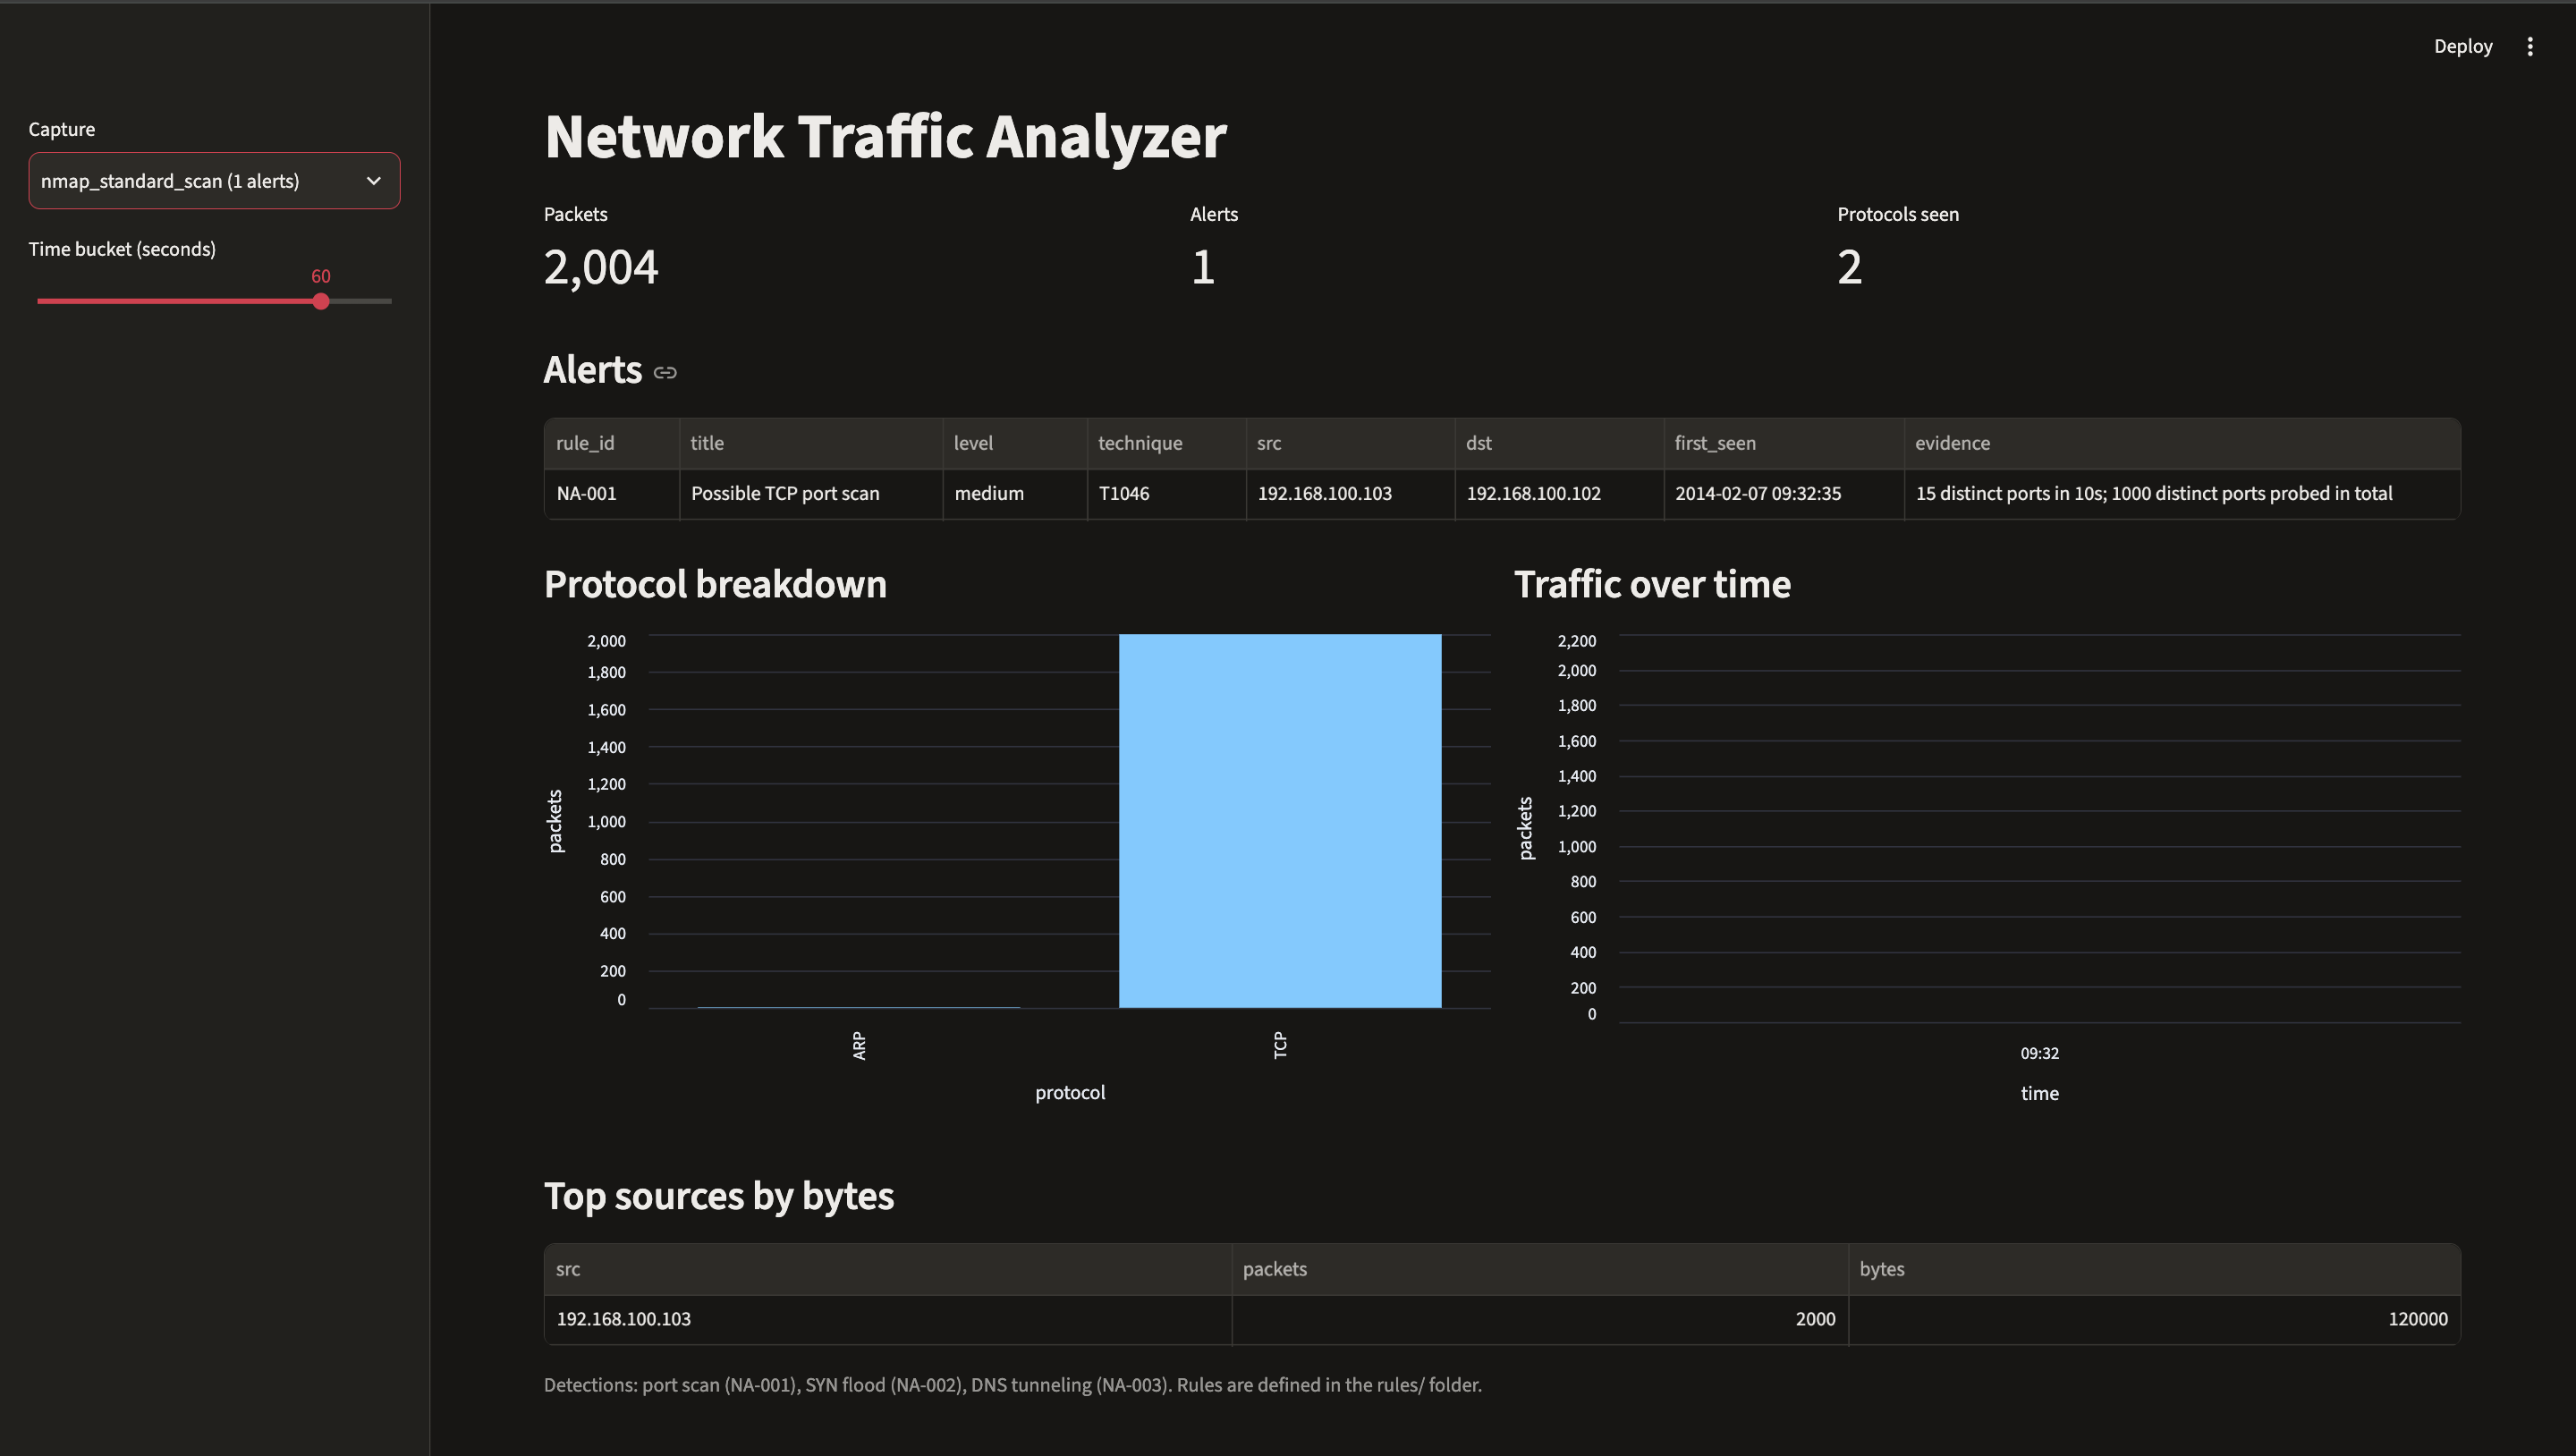 Deploy
Capture
nmap_standard_scan (1 alerts)
Time bucket (seconds)
60
Network Traffic Analyzer
Packets
2,004
Alerts
1
Protocols seen
2
Alerts
rule_id title level technique src dst first_seen evidence
NA-001 Possible TCP port scan medium T1046 192.168.100.103 192.168.100.102 2014-02-07 09:32:35 15 distinct ports in 10s; 1000 distinct ports probed in total
Protocol breakdown
2,000
1,800
1,600
1,400
1,200
1,000
800
600
400
200
0
packets
ARP
TCP
protocol
Traffic over time
2,200
2,000
1,800
1,600
1,400
1,200
1,000
800
600
400
200
0
packets
09:32
time
Top sources by bytes
src packets bytes
192.168.100.103 2000 120000
Detections: port scan (NA-001), SYN flood (NA-002), DNS tunneling (NA-003). Rules are defined in the rules/ folder.